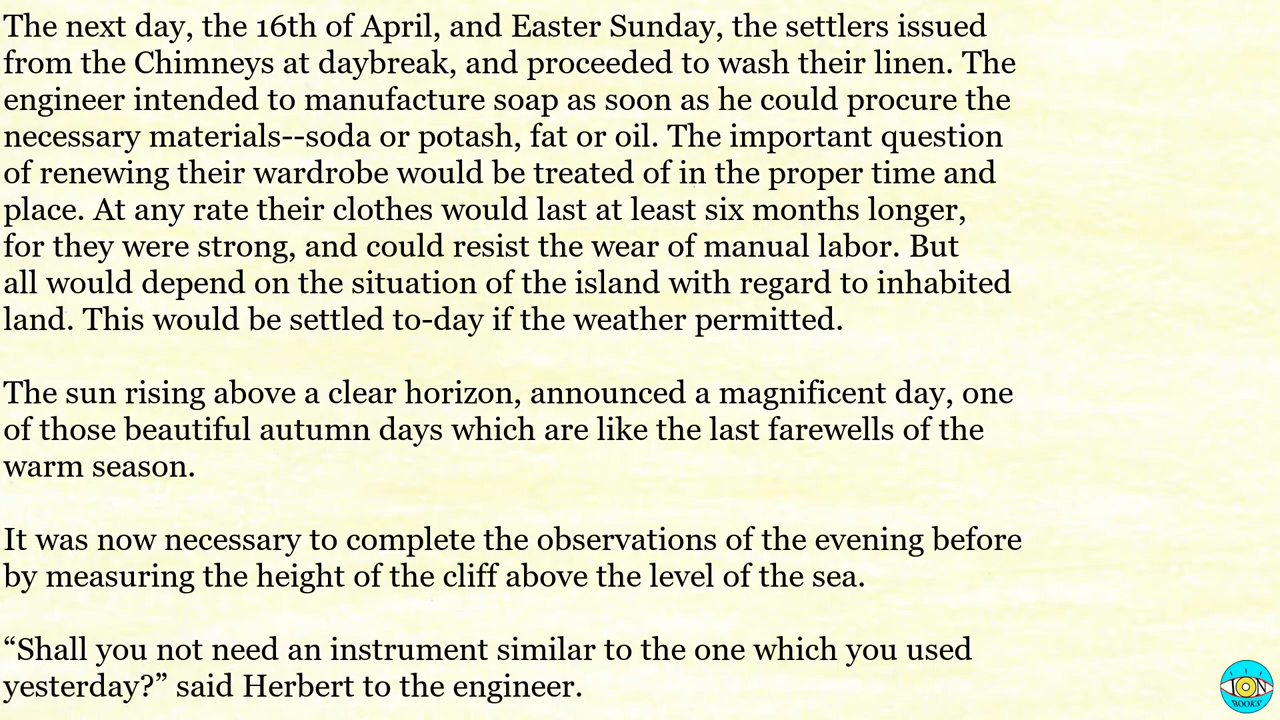 The next day, the 16th of April, and Easter Sunday, the settlers issued
from the Chimneys at daybreak, and proceeded to wash their linen. The
engineer intended to manufacture soap as soon as he could procure the
necessary materials--soda or potash, fat or oil. The important question
of renewing their wardrobe would be treated of in the proper time and
place. At any rate their clothes would last at least six months longer,
for they were strong, and could resist the wear of manual labor. But
all would depend on the situation of the island with regard to inhabited
land. This would be settled to-day if the weather permitted.
The sun rising above a clear horizon, announced a magnificent day, one
of those beautiful autumn days which are like the last farewells of the
warm season.
It was now necessary to complete the observations of the evening before
by measuring the height of the cliff above the level of the sea.
“Shall you not need an instrument similar to the one which you used
yesterday?” said Herbert to the engineer.
ION
BOOKS